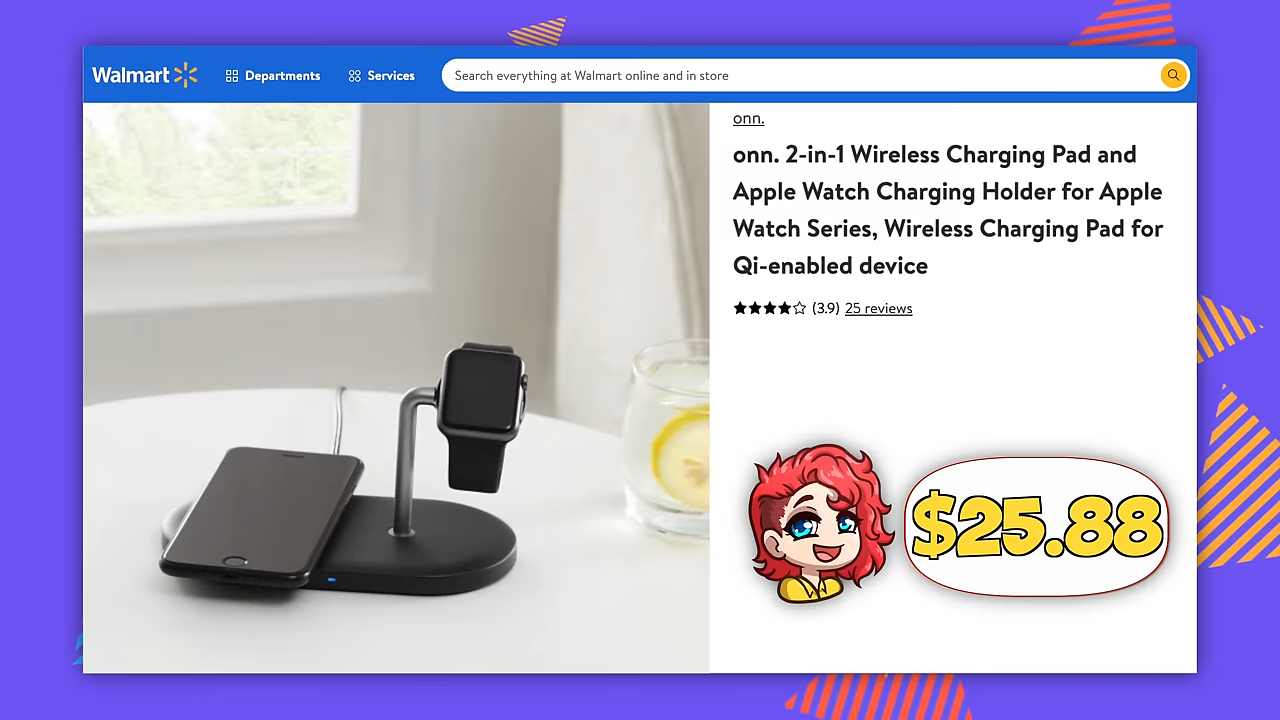 Walmart
Departments
Services
Search everything at Walmart online and in store
onn.
onn. 2-in-1 Wireless Charging Pad and
Apple Watch Charging Holder for Apple
Watch Series, Wireless Charging Pad for
Qi-enabled device
(3.9) 25 reviews
$25.88